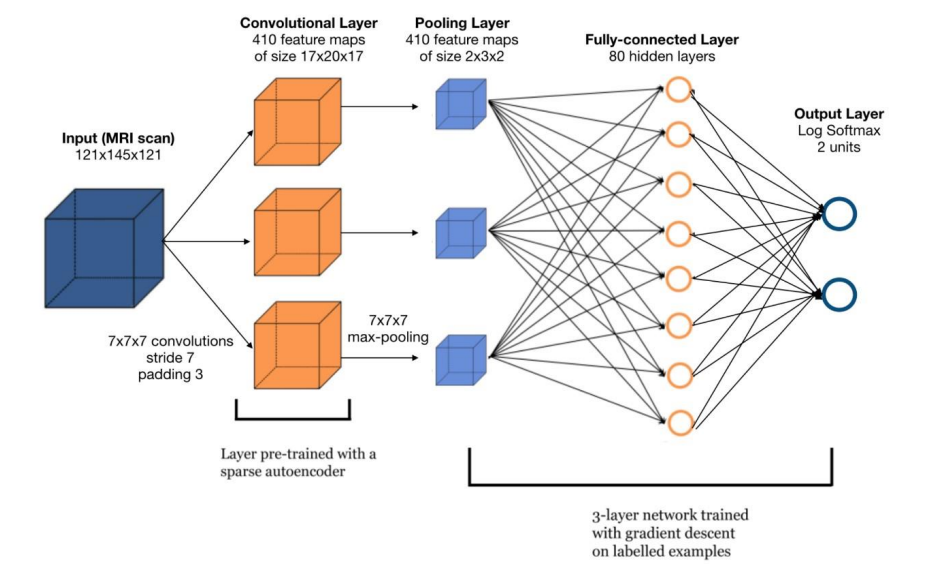 Convolutional Layer
410 feature maps
of size 17x20x17
Pooling Layer
410 feature maps
of size 2x3x2
Fully-connected Layer
80 hidden layers
Output Layer
Log Softmax
2 units
Input (MRI scan)
121x145x121
7x7x7 convolutions
stride 7
padding 3
7x7x7
max-pooling
Layer pre-trained with a
sparse autoencoder
3-layer network trained
with gradient descent
on labelled examples